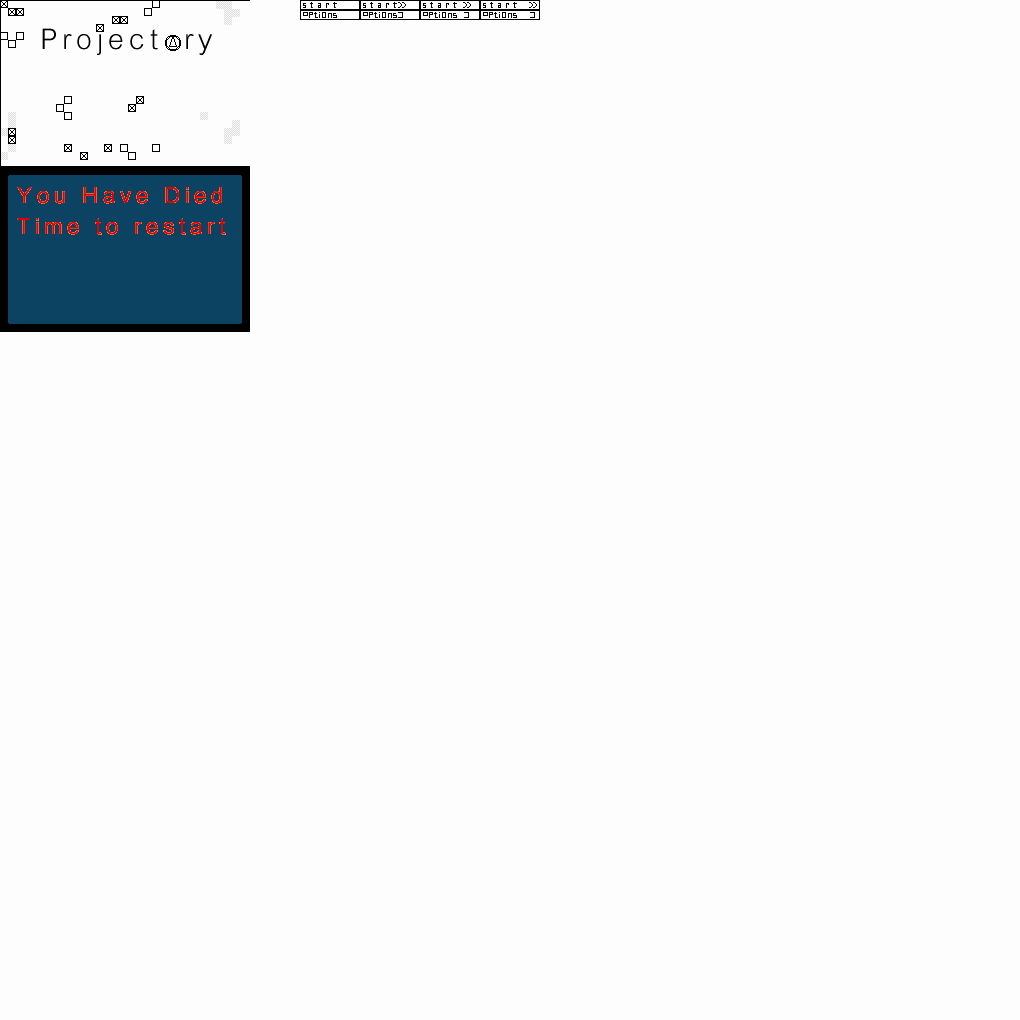 Projectory
start start» start » start »
OPtiOns OPtiOns OPtiOns OPtiOns
You Have Died
Time to restart